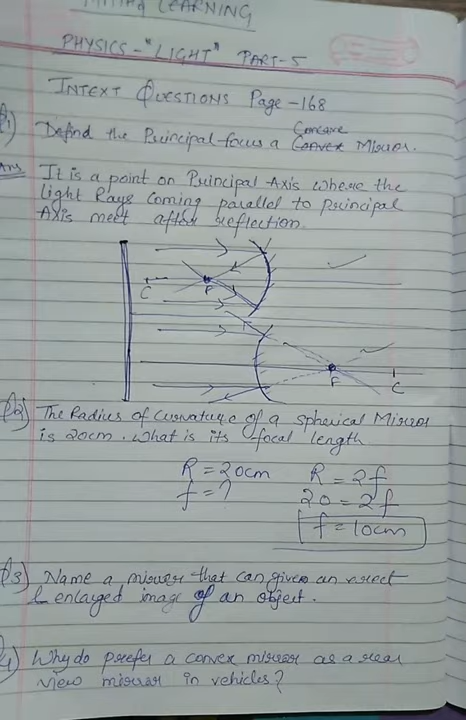 LEARNING
PHYSICS - "LIGHT" PART-5
INTEXT QUESTIONS Page -168
Q1) Defind the Principal focus a Concave Mirror.
Ans It is a point on Principal Axis where the
light Rays Coming parallel to principal
Axis meet after reflection.
C F
F C
Q2) The Radius of Curvature of a spherical Mirror
is 20cm. What is its focal length
R = 20cm R = 2f
f = ? 20 = 2f
f = 10cm
Q3) Name a mirror that can given an erect
& enlarged image of an object.
Q4) Why do prefer a convex mirror as a rear
view mirror in vehicles?